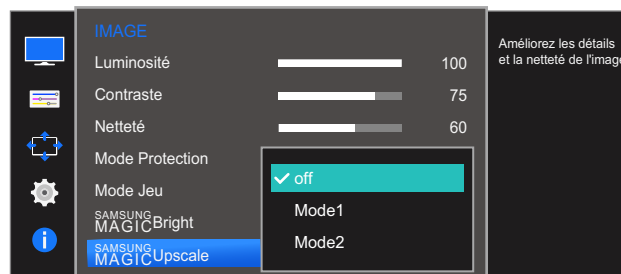 IMAGE
Luminosité 100
Contraste 75
Netteté 60
Mode Protection
Mode Jeu
SAMSUNG
MAGICBright
SAMSUNG
MAGICUpscale
off
Mode1
Mode2
Améliorez les détails
et la netteté de l'image